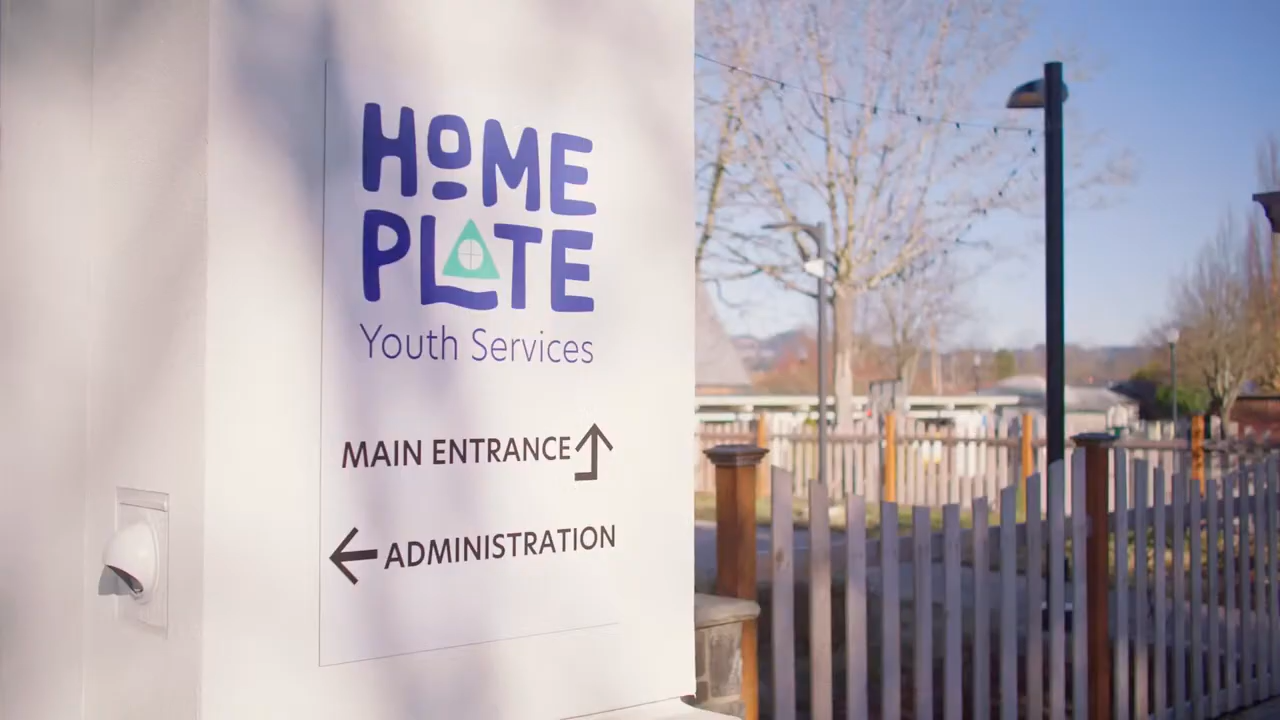 HOME
PLATE
Youth Services
MAIN ENTRANCE
ADMINISTRATION